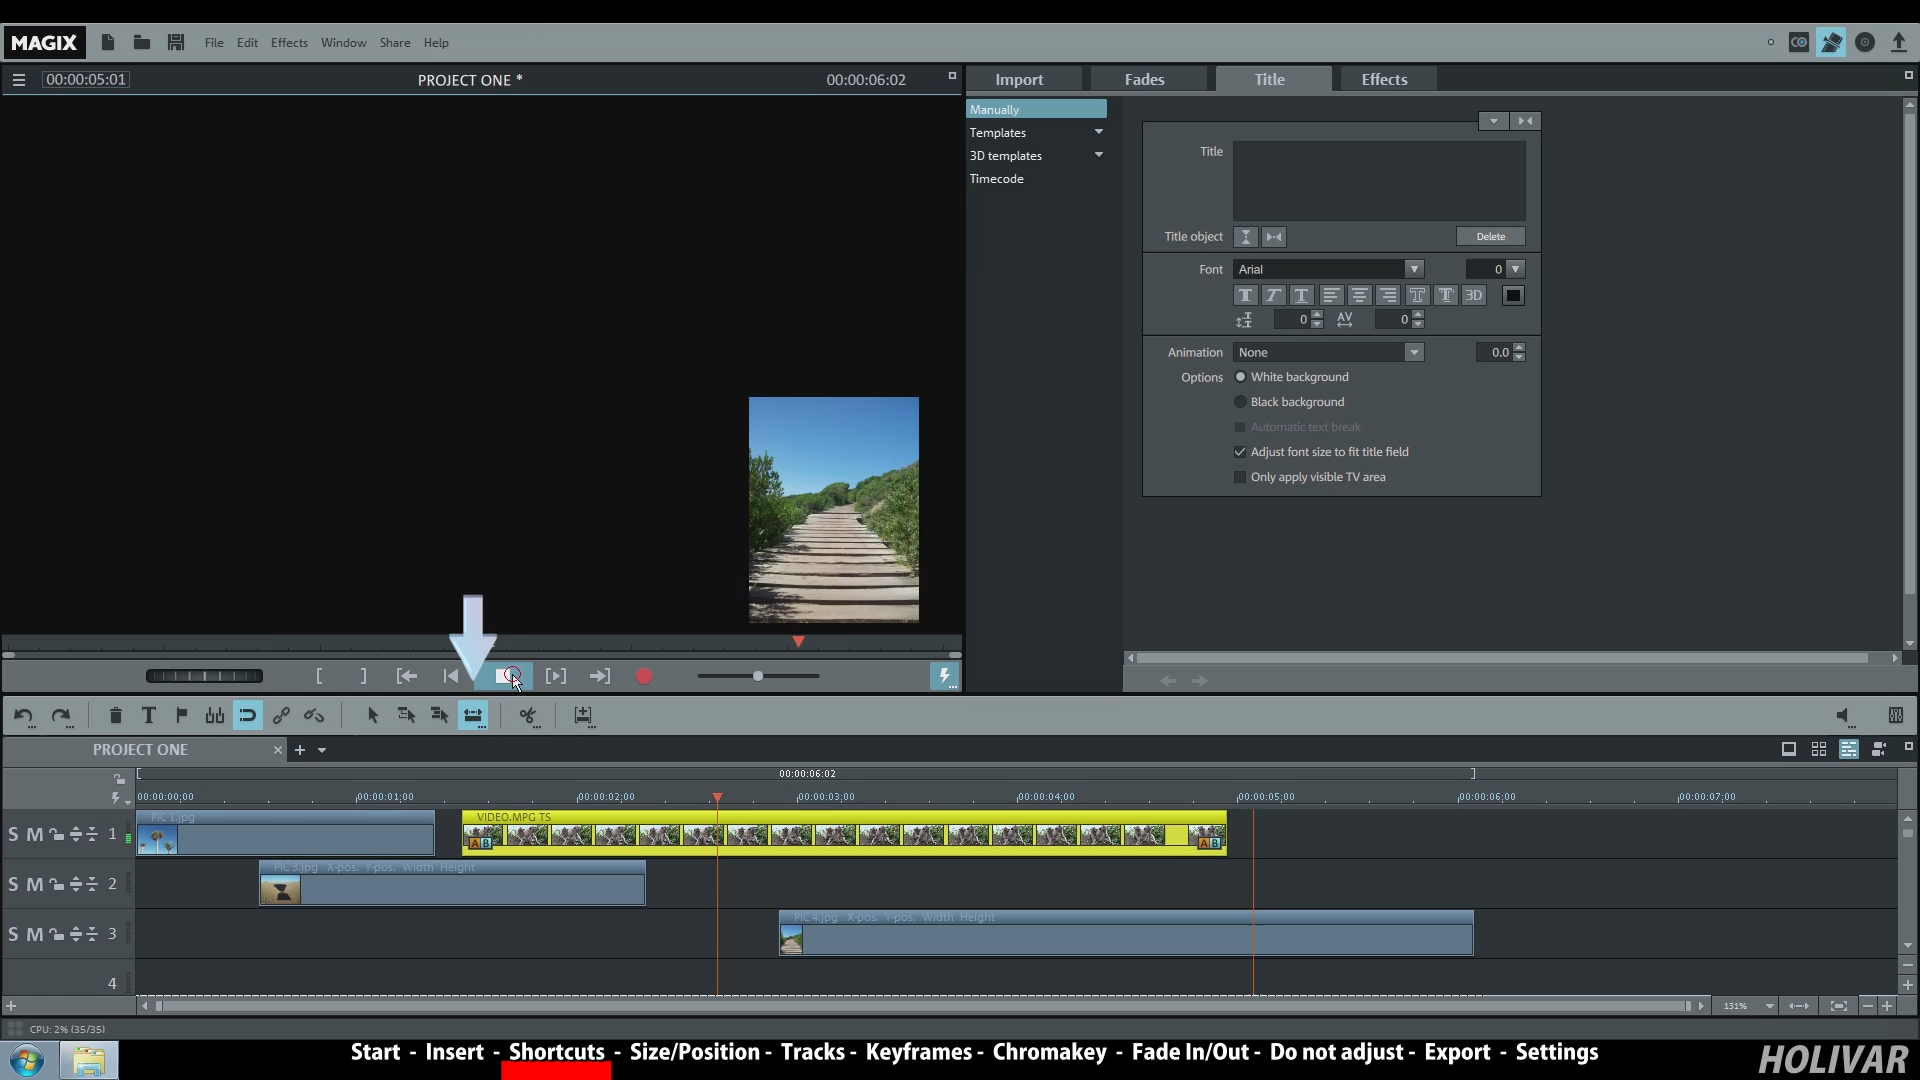 MAGIX File Edit Effects Window Share Help
00:00:05:01 PROJECT ONE * 00:00:06:02
Import Fades Title Effects
Manually
Templates
3D templates
Timecode
Title
Title object Delete
Font Arial 0
3D
0 AV 0
Animation None 0.0
Options White background
Black background
Automatic text break
Adjust font size to fit title field
Only apply visible TV area
PROJECT ONE
00:00:06:02
00:00:00:00 00:00:01:00 00:00:02:00 00:00:03:00 00:00:04:00 00:00:05:00 00:00:06:00 00:00:07:00
PiC 1.jpg VIDEO.MPG TS
S M 1 A B A B
PiC 3.jpg X-pos. Y-pos. Width Height
S M 2
PiC 4.jpg X-pos. Y-pos. Width Height
S M 3
4
131%
CPU: 2% (35/35)
Start - Insert - Shortcuts - Size/Position - Tracks - Keyframes - Chromakey - Fade In/Out - Do not adjust - Export - Settings
HOLIVAR